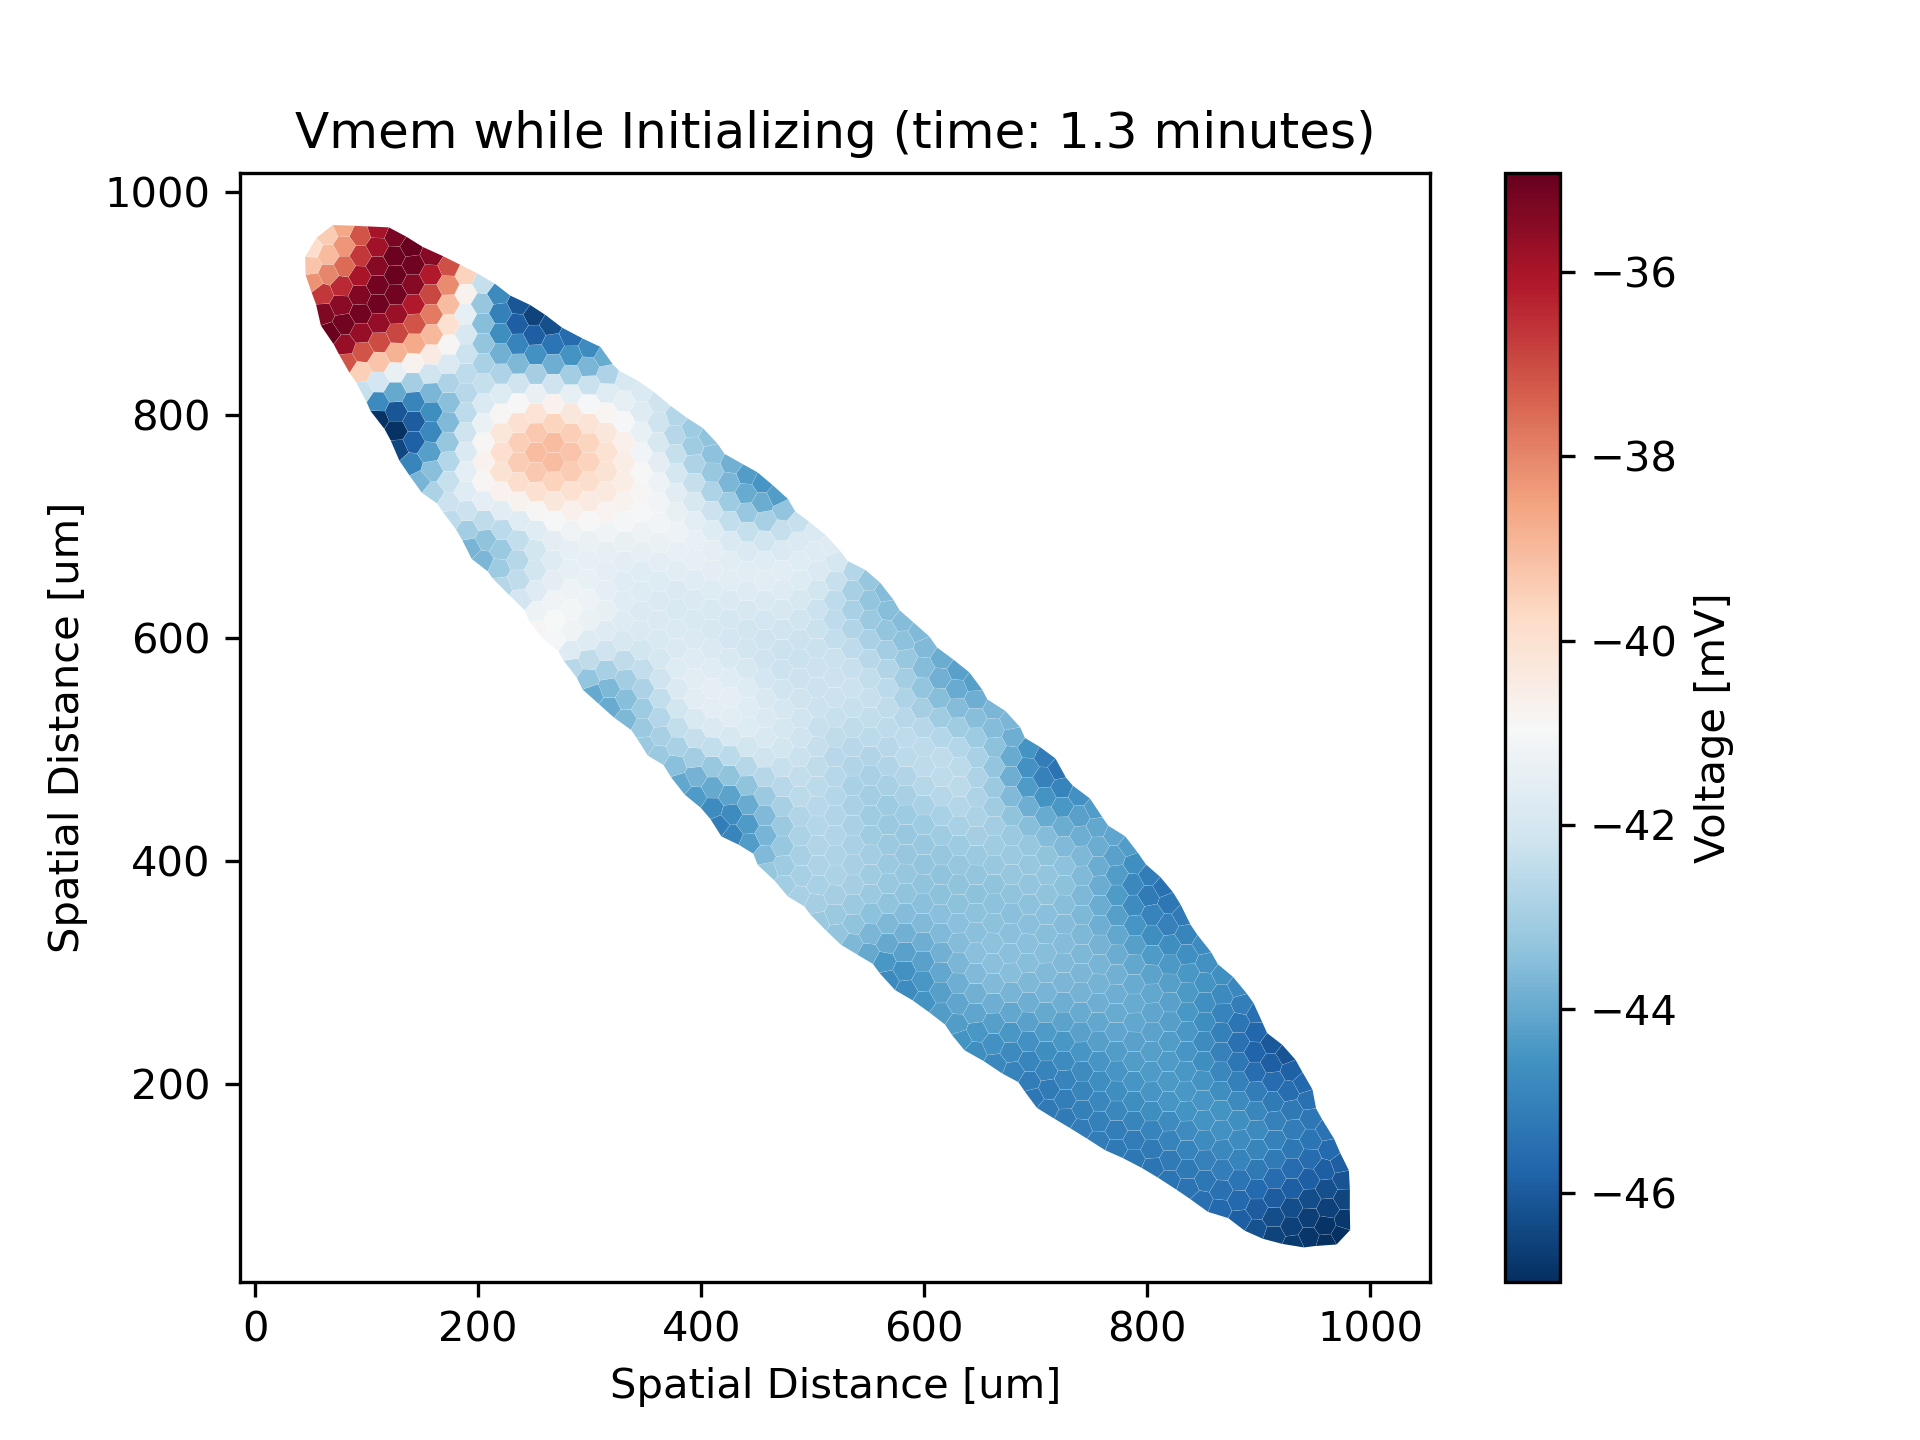 Vmem while Initializing (time: 1.3 minutes)
1000
800
600
400
200
Spatial Distance [um]
0 200 400 600 800 1000
Spatial Distance [um]
−36
−38
−40
−42
−44
−46
Voltage [mV]